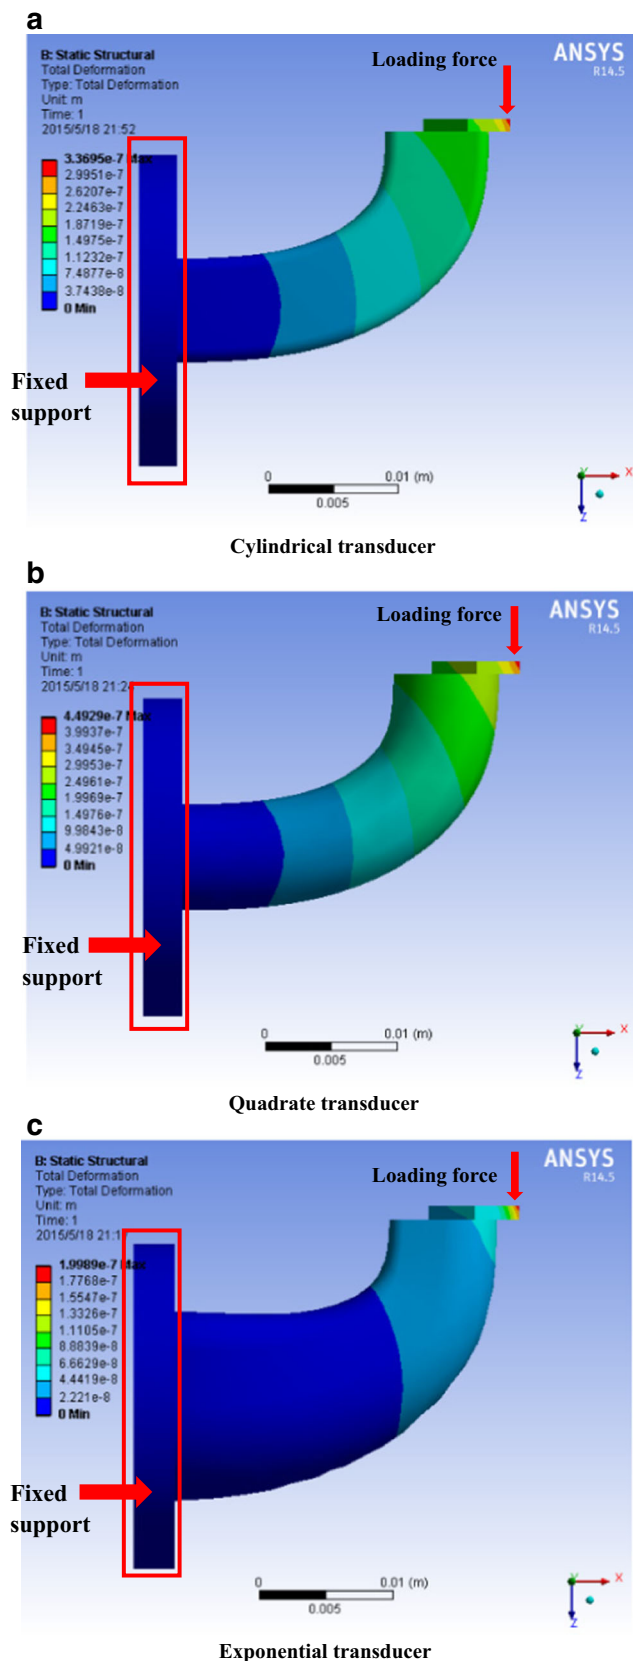 a
B: Static Structural
Total Deformation
Type: Total Deformation
Unit: m
Time: 1
2015/5/18 21:52
Loading force
ANSYS
R14.5
3.3695e-7 Max
2.9951e-7
2.6207e-7
2.2463e-7
1.8719e-7
1.4975e-7
1.1232e-7
7.4877e-8
3.7438e-8
0 Min
Fixed
support
0
0.01 (m)
0.005
Y
X
Z
Cylindrical transducer
b
B: Static Structural
Total Deformation
Type: Total Deformation
Unit: m
Time: 1
2015/5/18
Loading force
ANSYS
R14.5
4.4929e-7 Max
3.9937e-7
3.4945e-7
2.9953e-7
2.4961e-7
1.9969e-7
1.4976e-7
9.9843e-8
4.9921e-8
0 Min
Fixed
support
0
0.01 (m)
0.005
Y
X
Z
Quadrate transducer
c
B: Static Structural
Total Deformation
Type: Total Deformation
Unit: m
Time: 1
2015/5/18
Loading force
ANSYS
R14.5
1.9989e-7 Max
1.7768e-7
1.5547e-7
1.3326e-7
1.1105e-7
8.8839e-8
6.6629e-8
4.4419e-8
2.221e-8
0 Min
Fixed
support
0
0.01 (m)
0.005
Y
X
Z
Exponential transducer